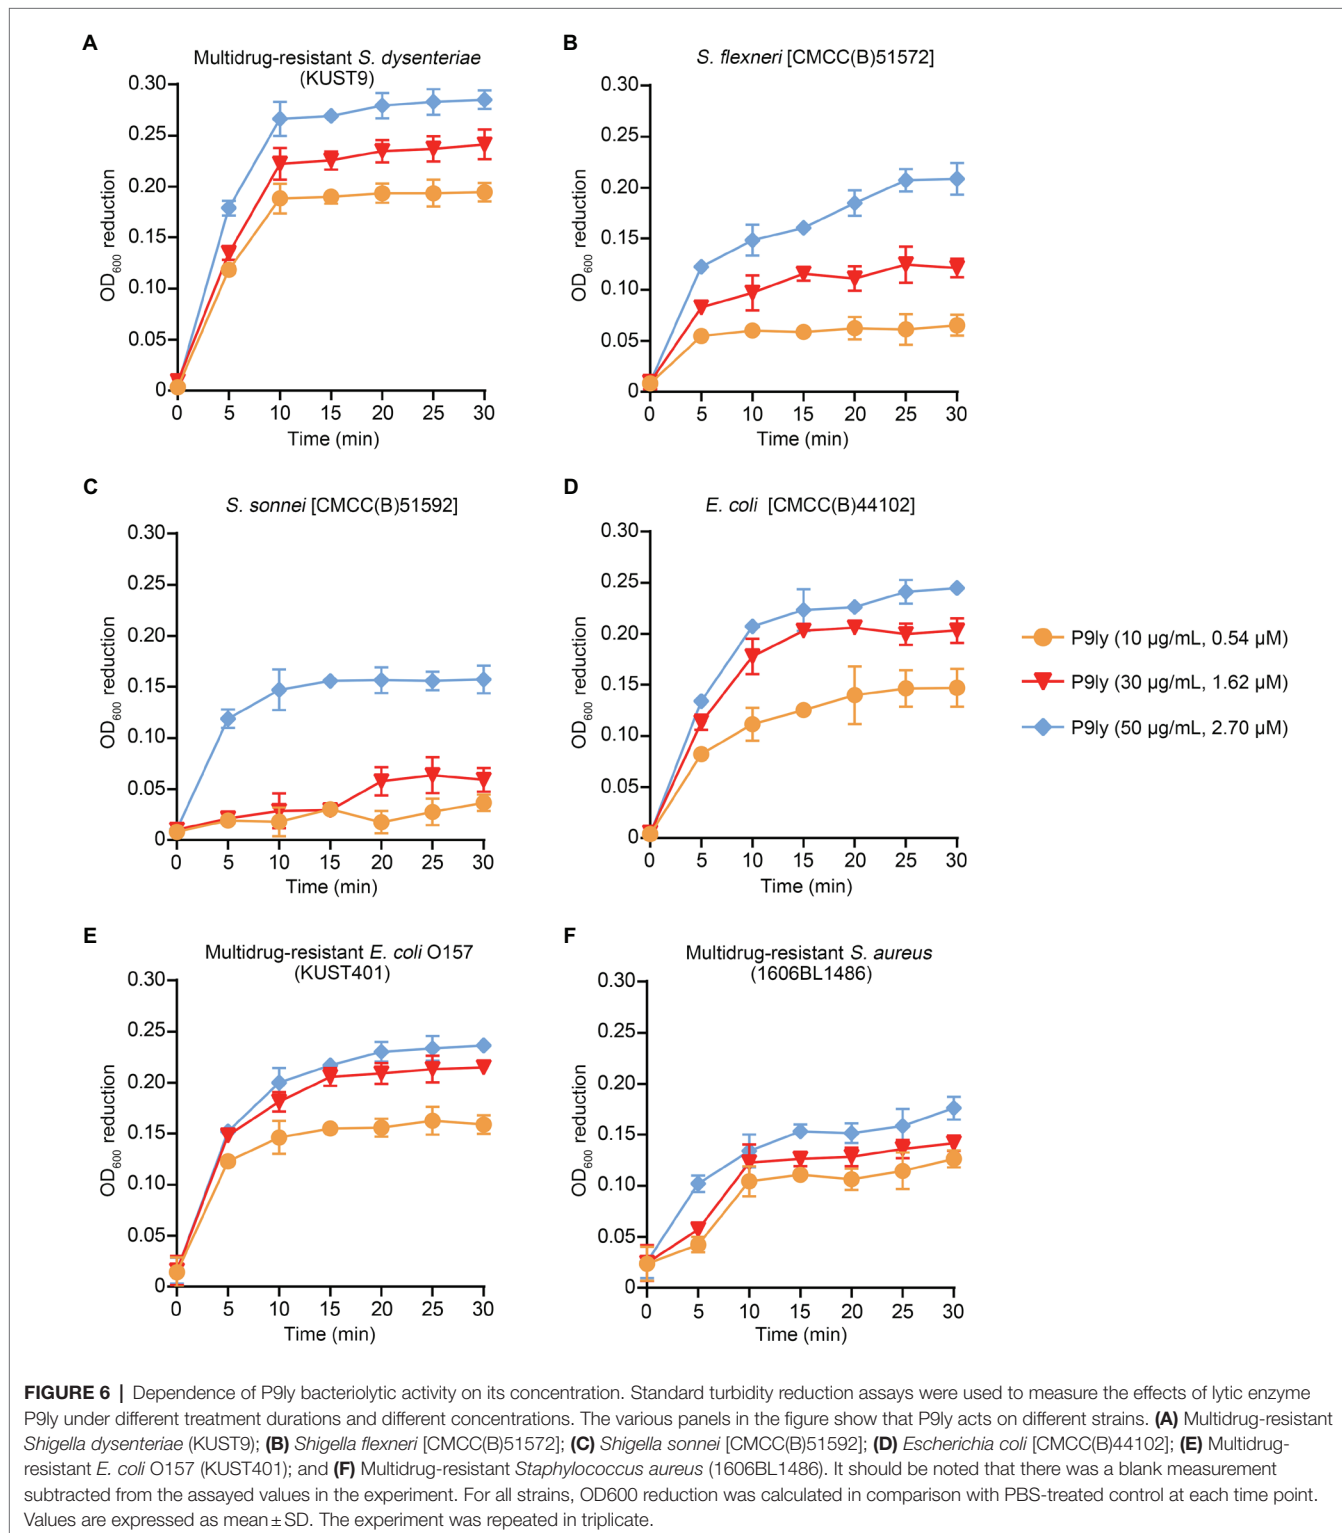 A
Multidrug-resistant S. dysenteriae
(KUST9)
0.30
0.25
0.20
0.15
0.10
0.05
0
OD600 reduction
0 5 10 15 20 25 30
Time (min)
B
S. flexneri [CMCC(B)51572]
0.30
0.25
0.20
0.15
0.10
0.05
0
OD600 reduction
0 5 10 15 20 25 30
Time (min)
C
S. sonnei [CMCC(B)51592]
0.30
0.25
0.20
0.15
0.10
0.05
0
OD600 reduction
0 5 10 15 20 25 30
Time (min)
D
E. coli [CMCC(B)44102]
0.30
0.25
0.20
0.15
0.10
0.05
0
OD600 reduction
0 5 10 15 20 25 30
Time (min)
P9ly (10 µg/mL, 0.54 µM)
P9ly (30 µg/mL, 1.62 µM)
P9ly (50 µg/mL, 2.70 µM)
E
Multidrug-resistant E. coli O157
(KUST401)
0.30
0.25
0.20
0.15
0.10
0.05
0
OD600 reduction
0 5 10 15 20 25 30
Time (min)
F
Multidrug-resistant S. aureus
(1606BL1486)
0.30
0.25
0.20
0.15
0.10
0.05
0
OD600 reduction
0 5 10 15 20 25 30
Time (min)
FIGURE 6 | Dependence of P9ly bacteriolytic activity on its concentration. Standard turbidity reduction assays were used to measure the effects of lytic enzyme
P9ly under different treatment durations and different concentrations. The various panels in the figure show that P9ly acts on different strains. (A) Multidrug-resistant
Shigella dysenteriae (KUST9); (B) Shigella flexneri [CMCC(B)51572]; (C) Shigella sonnei [CMCC(B)51592]; (D) Escherichia coli [CMCC(B)44102]; (E) Multidrug-
resistant E. coli O157 (KUST401); and (F) Multidrug-resistant Staphylococcus aureus (1606BL1486). It should be noted that there was a blank measurement
subtracted from the assayed values in the experiment. For all strains, OD600 reduction was calculated in comparison with PBS-treated control at each time point.
Values are expressed as mean ± SD. The experiment was repeated in triplicate.